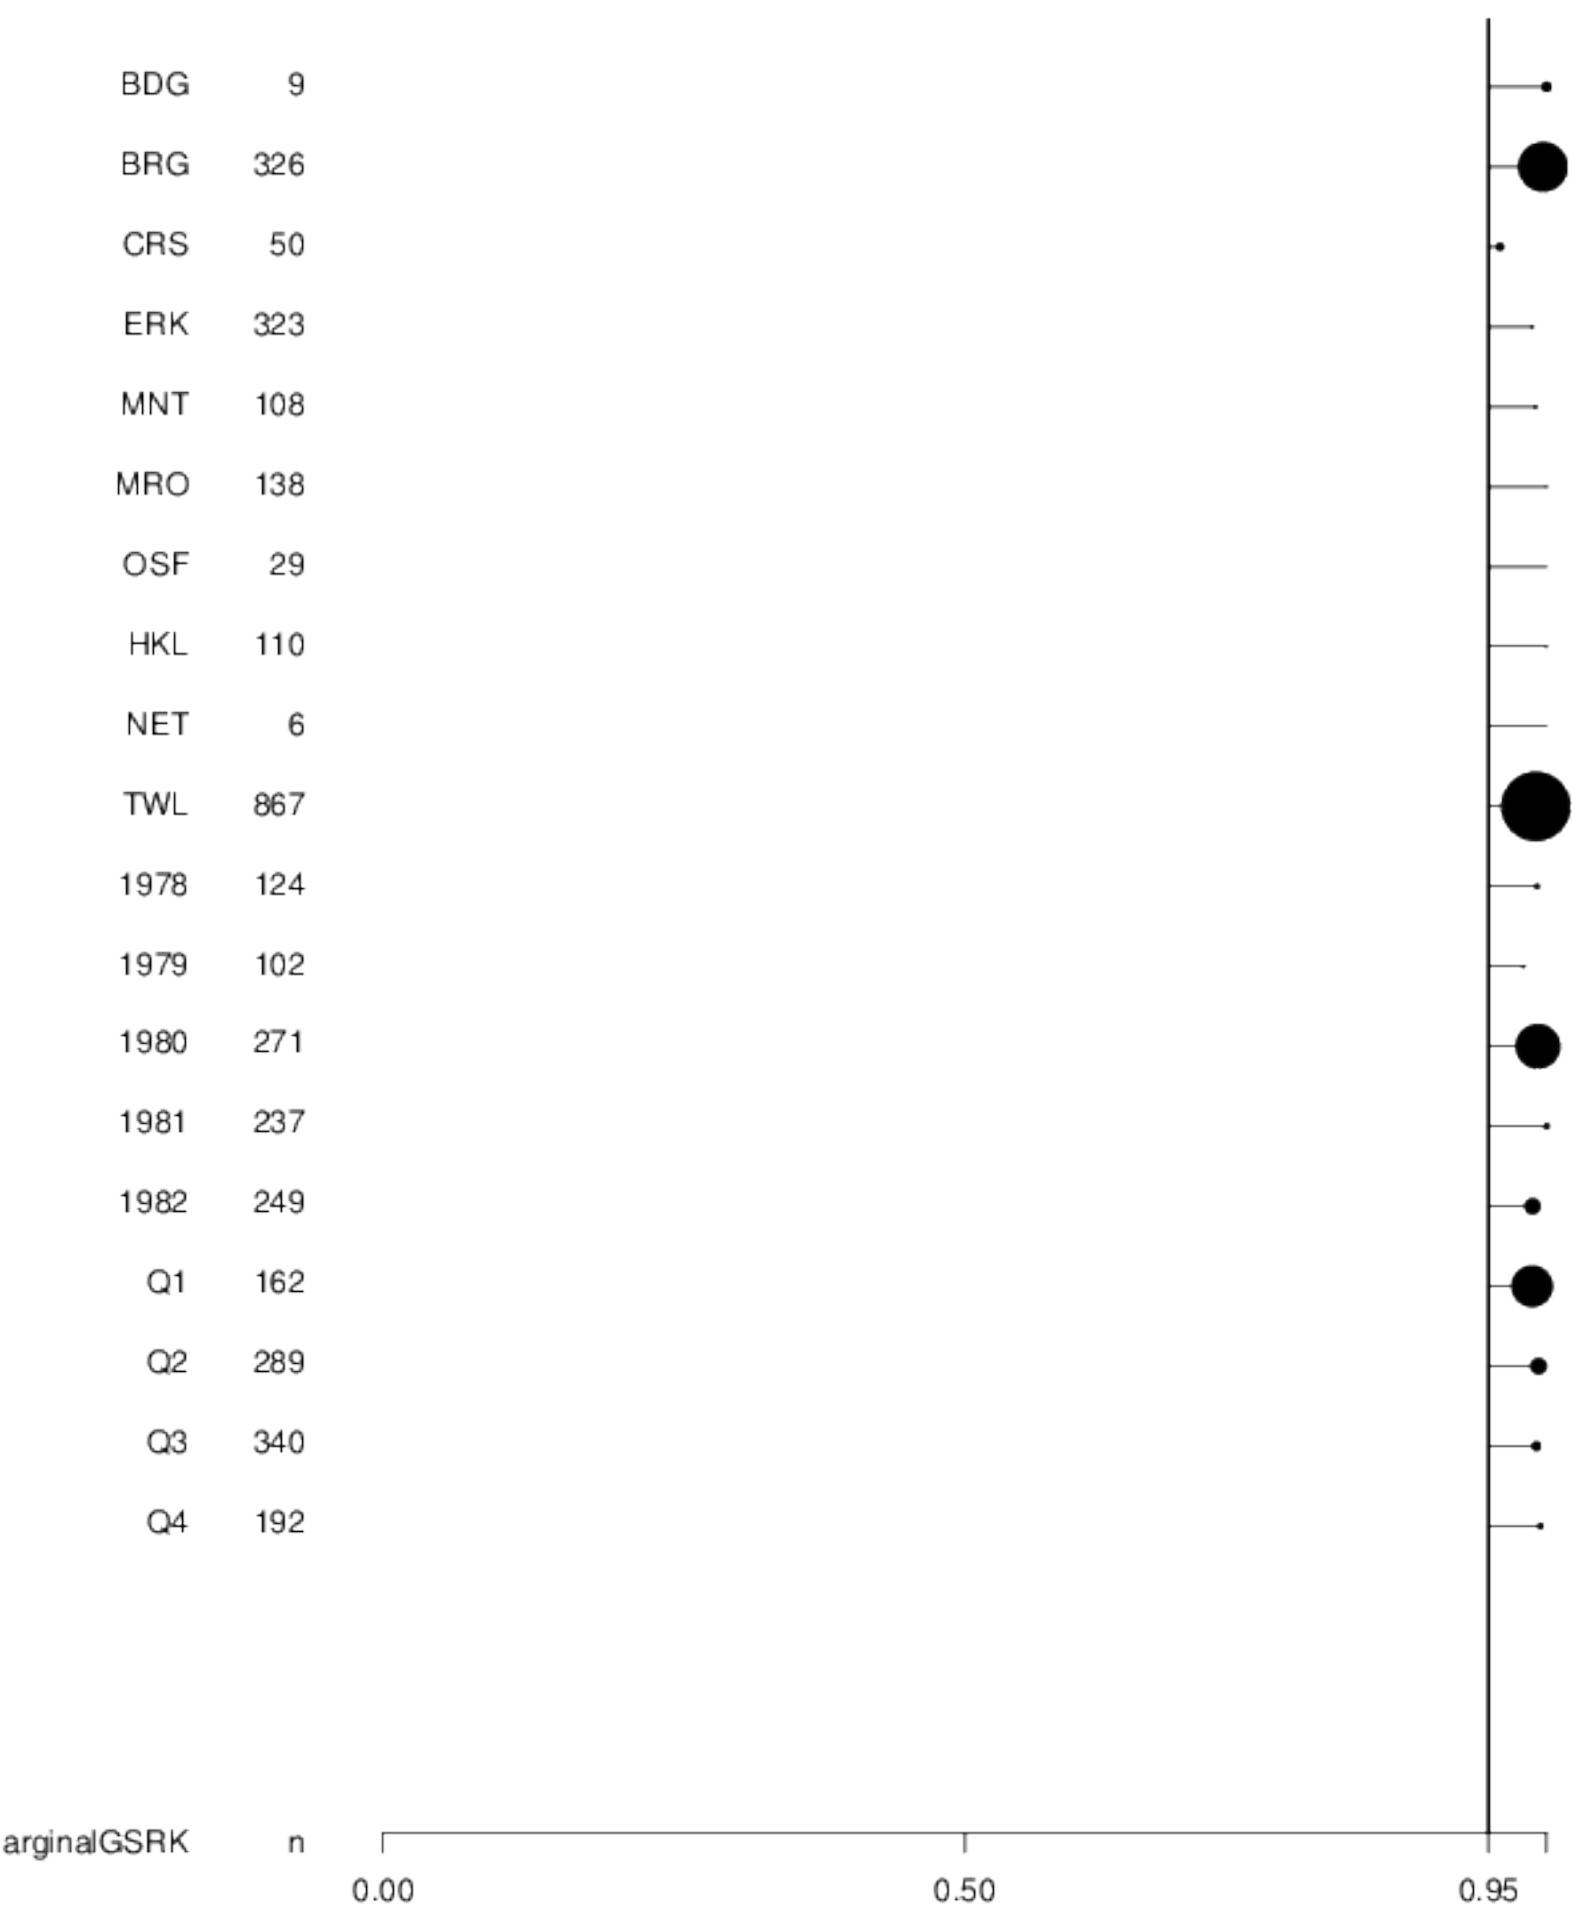 BDG 9
BRG 326
CRS 50
ERK 323
MNT 108
MRO 138
OSF 29
HKL 110
NET 6
TWL 867
1978 124
1979 102
1980 271
1981 237
1982 249
Q1 162
Q2 289
Q3 340
Q4 192
arginalGSRK n
0.00 0.50 0.95